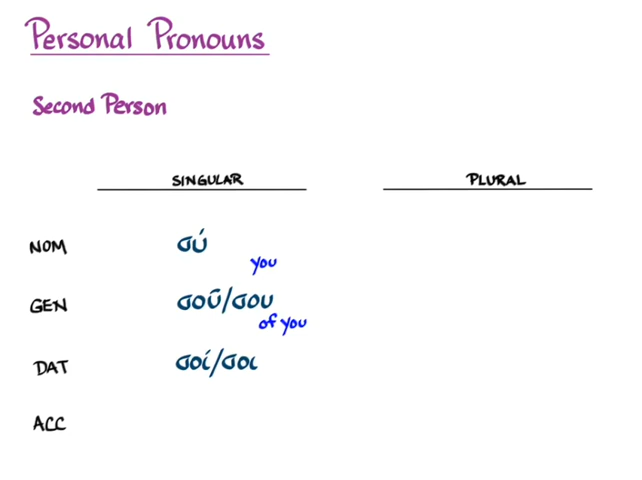 Personal Pronouns
Second Person
SINGULAR PLURAL
NOM σύ
you
GEN σοῦ/σου
of you
DAT σοί/σοι
ACC